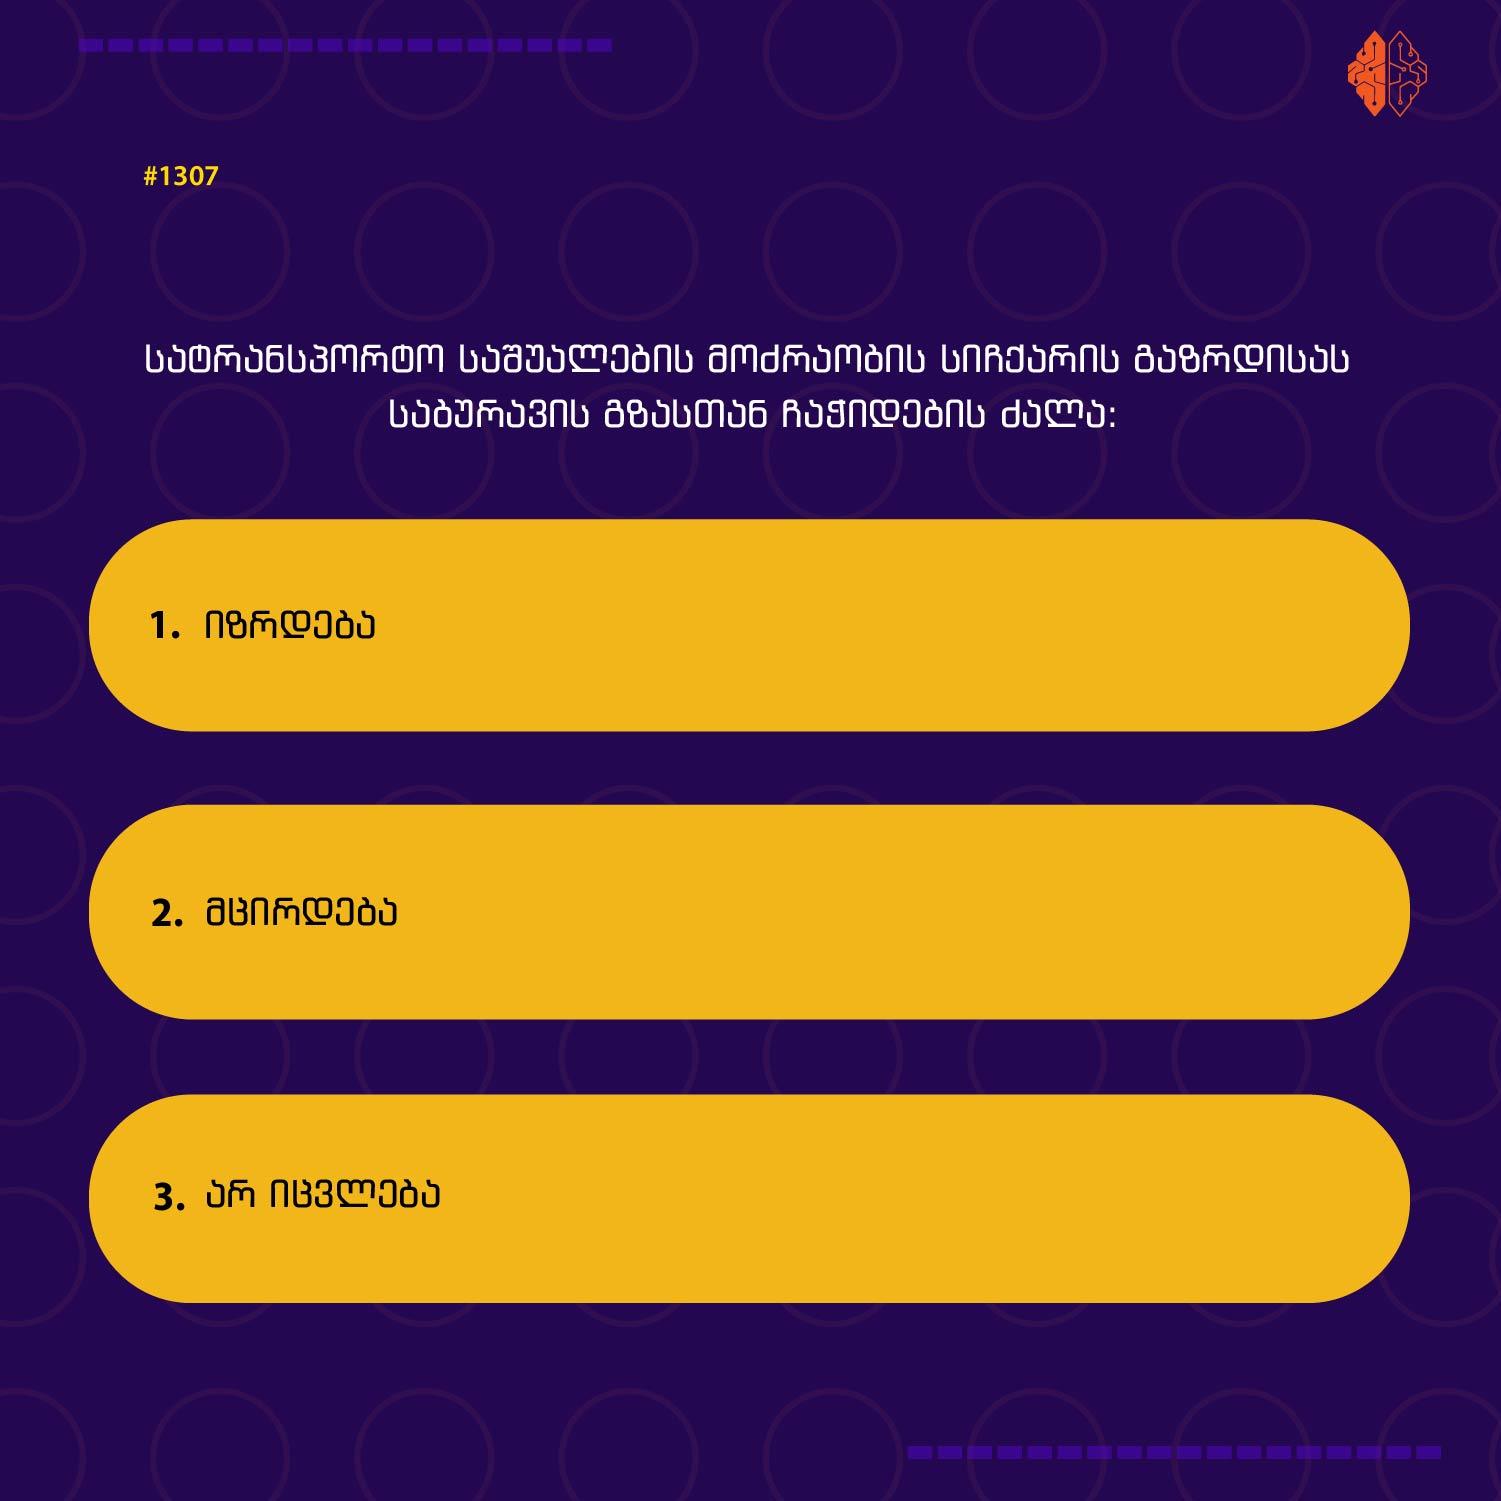 #1307
სატრანსპორტო საშუალების მოძრაობის სიჩქარის გაზრდისას
საბურავის გზასთან ჩაჭიდების ძალა:
1. იზრდება
2. მცირდება
3. არ იცვლება